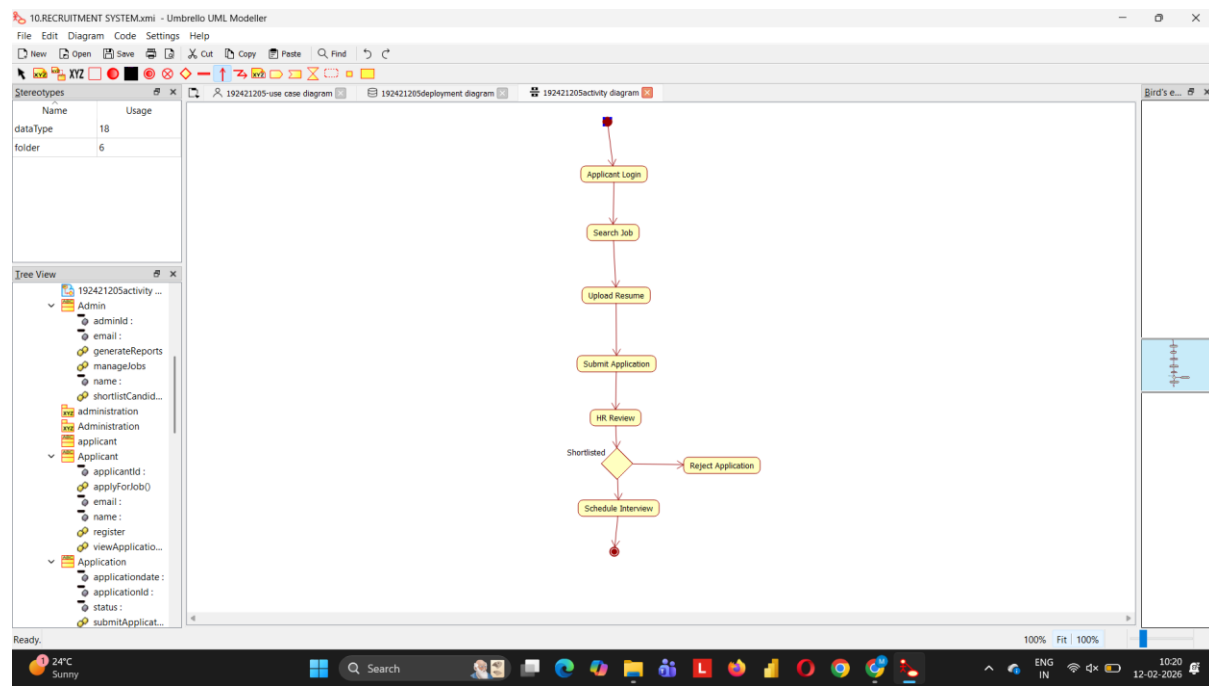 10.RECRUITMENT SYSTEM.xmi - Umbrello UML Modeller
File Edit Diagram Code Settings Help
New Open Save Cut Copy Paste Find
XYZ
Stereotypes
Name Usage
dataType 18
folder 6
192421205-use case diagram 192421205deployment diagram 192421205activity diagram
Bird's e...
Applicant Login
Search Job
Upload Resume
Submit Application
HR Review
Shortlisted
Reject Application
Schedule Interview
Tree View
192421205activity ...
Admin
adminId :
email :
generateReports
manageJobs
name :
shortlistCandid...
administration
Administration
applicant
Applicant
applicantId :
applyForJob()
email :
name :
register
viewApplicatio...
Application
applicationdate :
applicationId :
status :
submitApplicat...
Ready.
100% Fit 100%
1
24°C
Sunny
Search
L
ENG
IN
10:20
12-02-2026